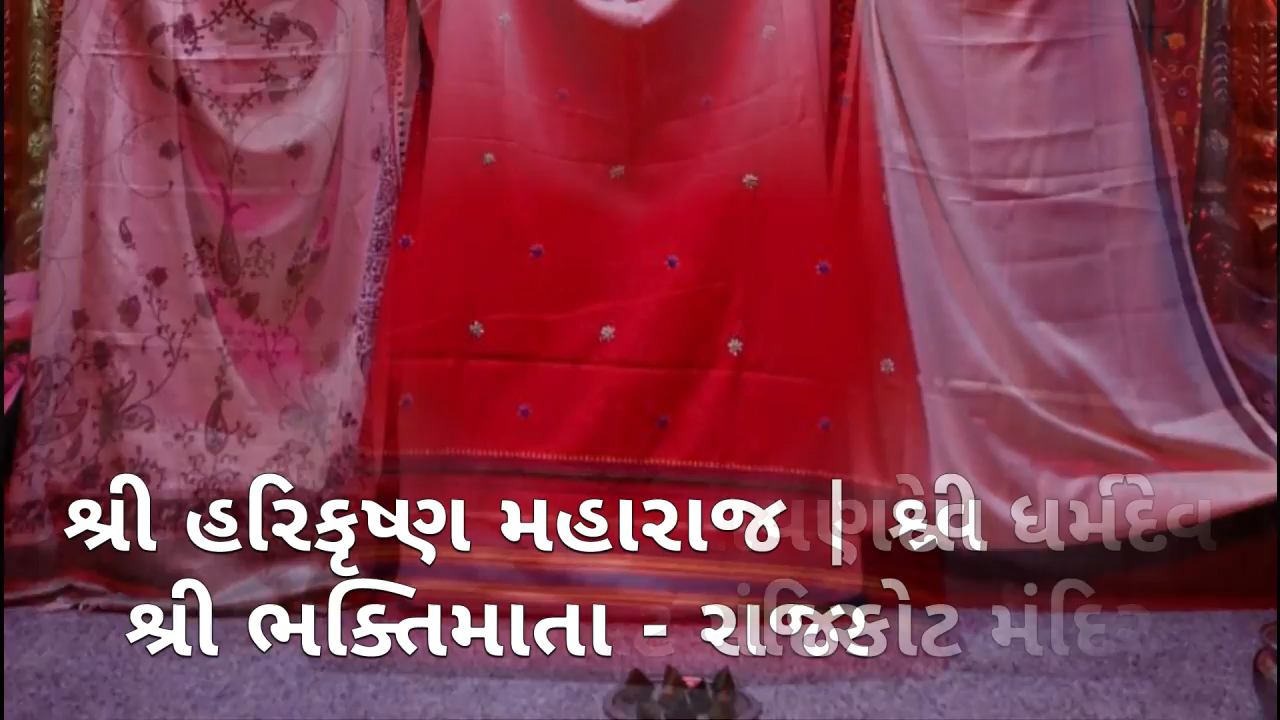 શ્રી હરિકૃષ્ણ મહારાજ | શ્રી ધર્મદેવ
શ્રી ભક્તિમાતા - રાજકોટ મંદિર